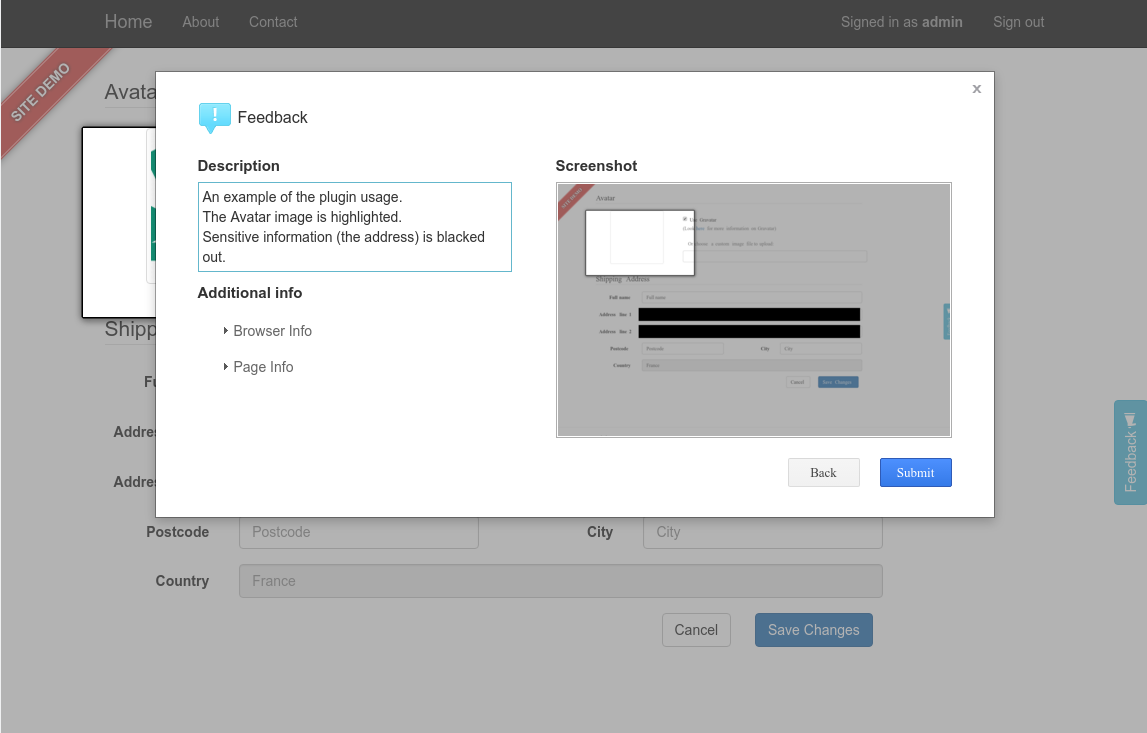 Home About Contact Signed in as admin Sign out
SITE DEMO
Avata
x
! Feedback
Description
An example of the plugin usage.
The Avatar image is highlighted.
Sensitive information (the address) is blacked
out.
Additional info
Browser Info
Page Info
Screenshot
SITE DEMO
Avatar
Use Gravatar
Shipping Address
Full name Full name
Address line 1
Address line 2
Postcode Postcode City City
Country France
Cancel Save Changes
Back Submit
Shipp
Fu
Addres
Addres
Postcode Postcode City City
Country France
Cancel Save Changes
Feedback